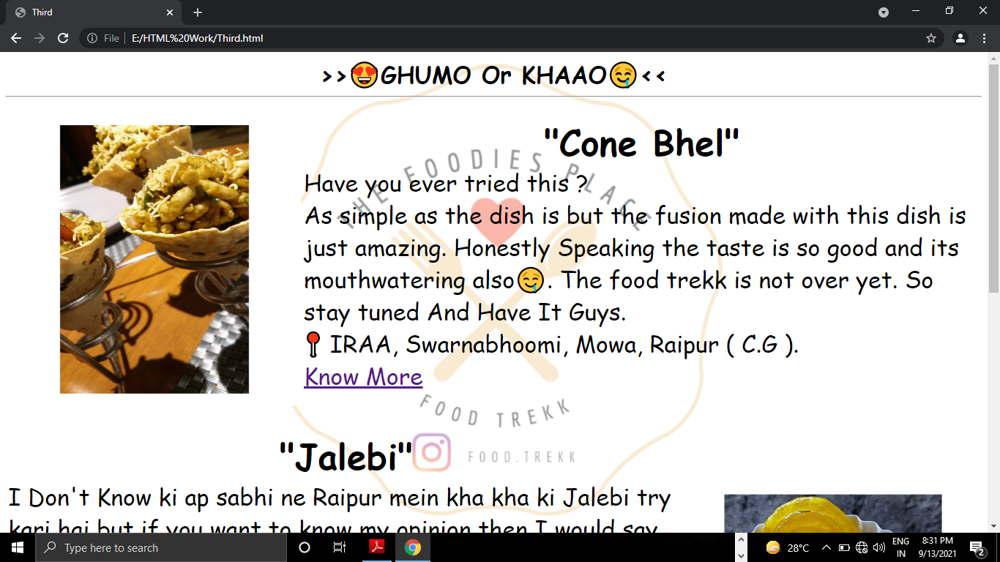 Third
File
E:/HTML%20Work/Third.html
>>😍GHUMO Or KHAAO🤤<<
THE FOODIES PLACE
"Cone Bhel"
Have you ever tried this ?
As simple as the dish is but the fusion made with this dish is
just amazing. Honestly Speaking the taste is so good and its
mouthwatering also🤤. The food trekk is not over yet. So
stay tuned And Have It Guys.
📍 IRAA, Swarnabhoomi, Mowa, Raipur ( C.G ).
Know More
FOOD TREKK
FOOD.TREKK
"Jalebi"
I Don't Know ki ap sabhi ne Raipur mein kha kha ki Jalebi try
kari hai but if you want to know my opinion then I would say
Type here to search
28°C
ENG
IN
8:31 PM
9/13/2021
2